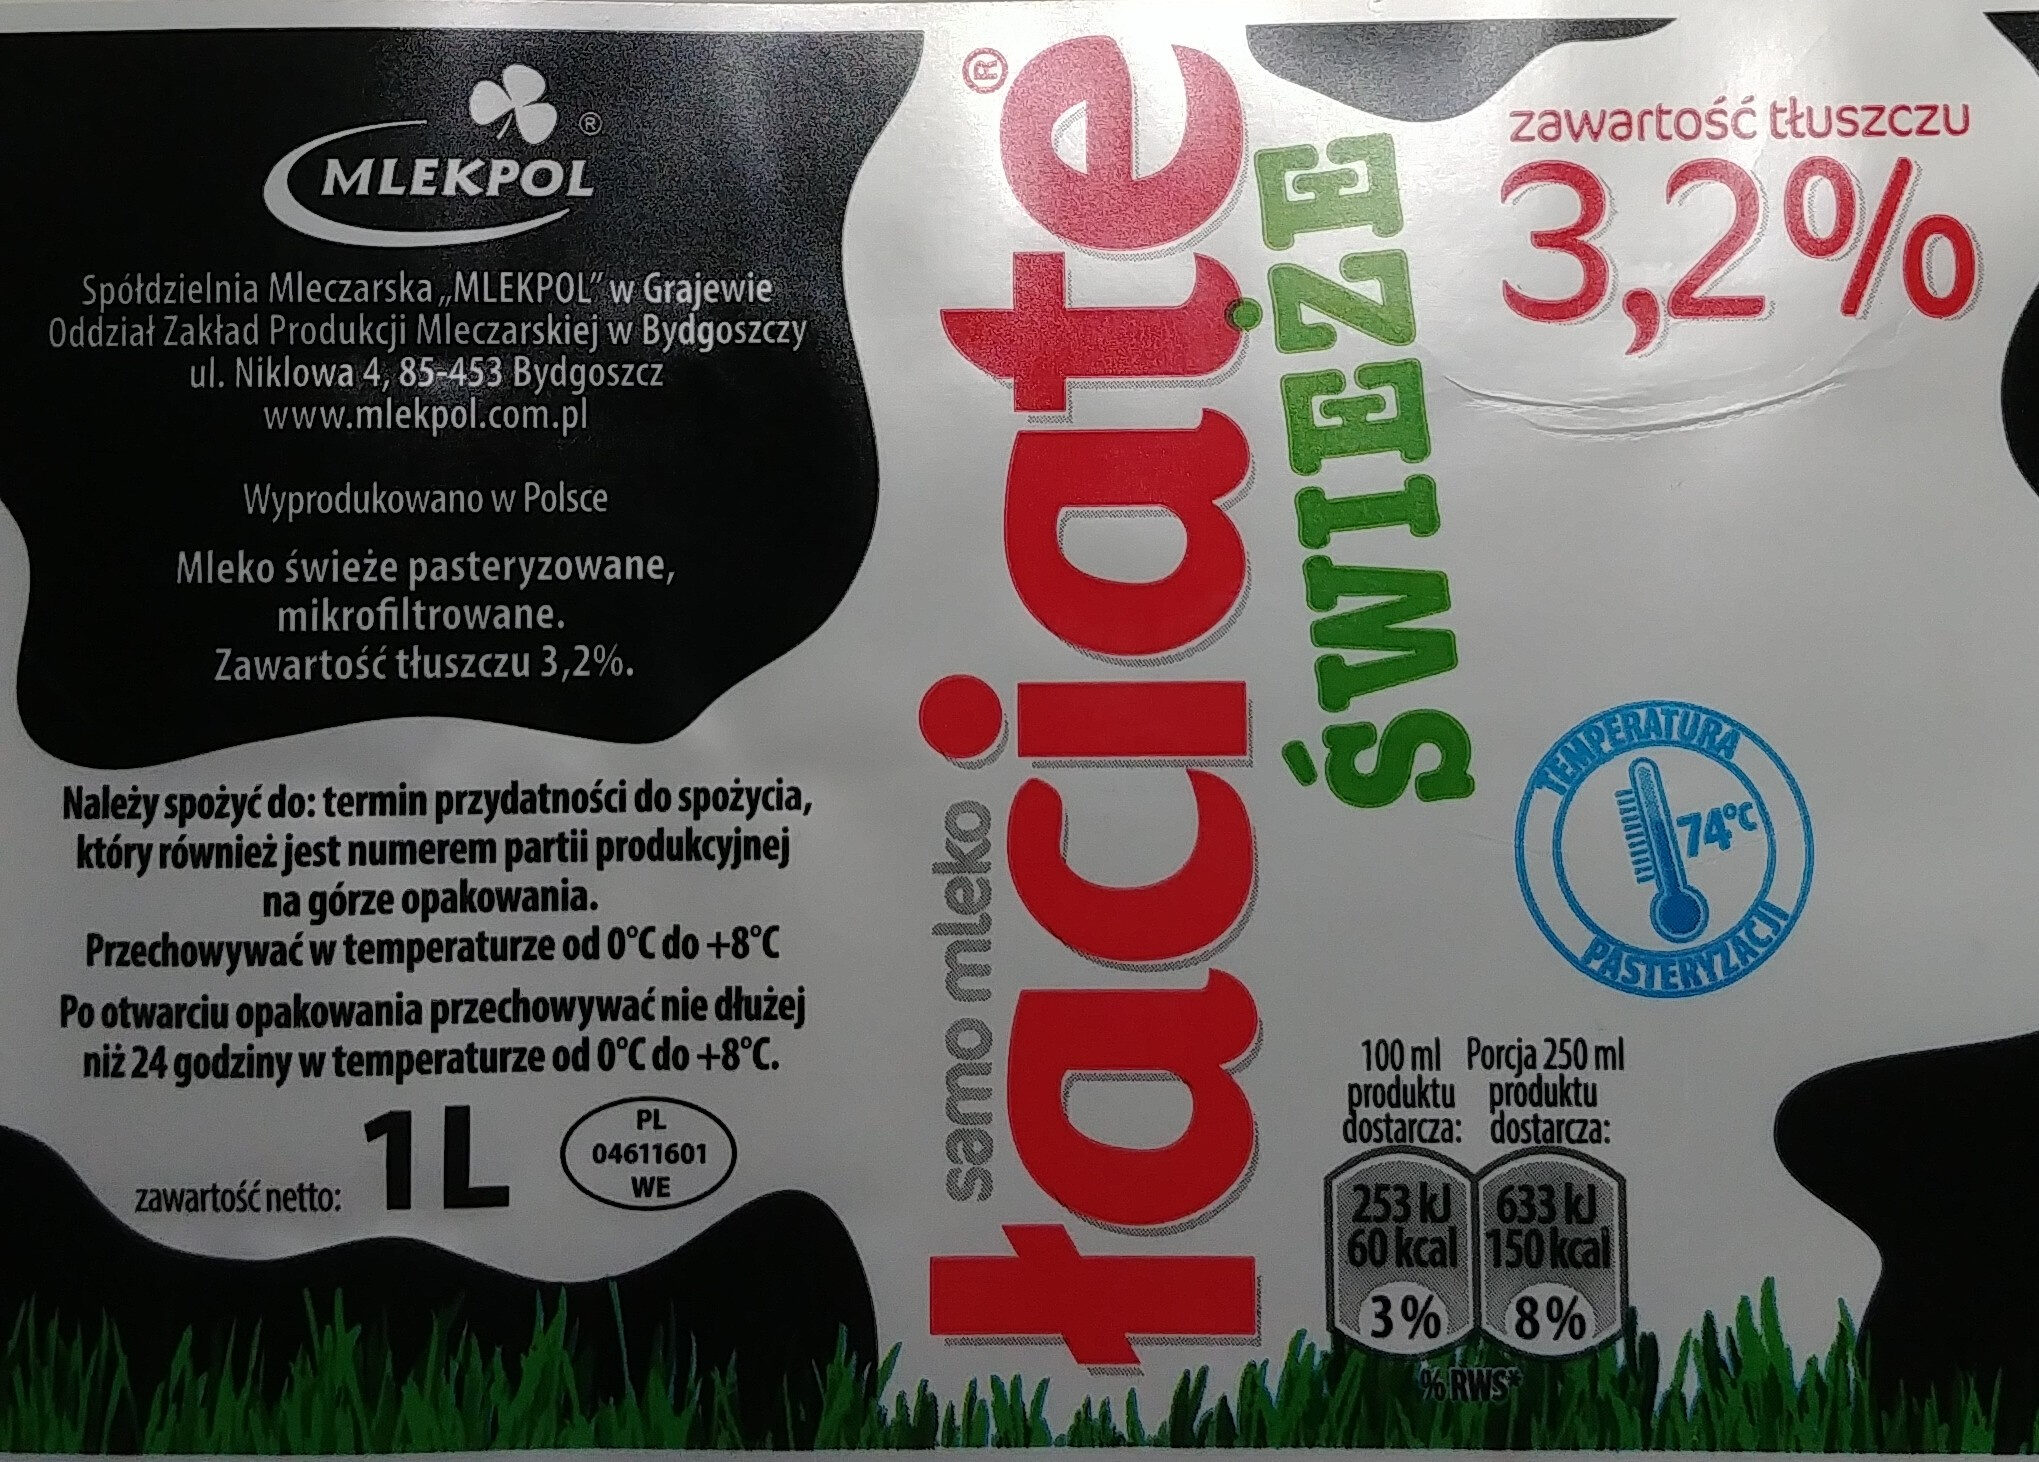 MLEKPOL®
Spółdzielnia Mleczarska „MLEKPOL” w Grajewie
Oddział Zakład Produkcji Mleczarskiej w Bydgoszczy
ul. Niklowa 4, 85-453 Bydgoszcz
www.mlekpol.com.pl
Wyprodukowano w Polsce
Mleko świeże pasteryzowane,
mikrofiltrowane.
Zawartość tłuszczu 3,2%.
Należy spożyć do: termin przydatności do spożycia,
który również jest numerem partii produkcyjnej
na górze opakowania.
Przechowywać w temperaturze od 0°C do +8°C
Po otwarciu opakowania przechowywać nie dłużej
niż 24 godziny w temperaturze od 0°C do +8°C.
zawartość netto: 1L
PL
04611601
WE
samo mleko
łaciate®
ŚWIEŻE
zawartość tłuszczu
3,2%
TEMPERATURA
74°C
PASTERYZACJI
100 ml
produktu
dostarcza:
253 kJ
60 kcal
3%
Porcja 250 ml
produktu
dostarcza:
633 kJ
150 kcal
8%
% RWS*